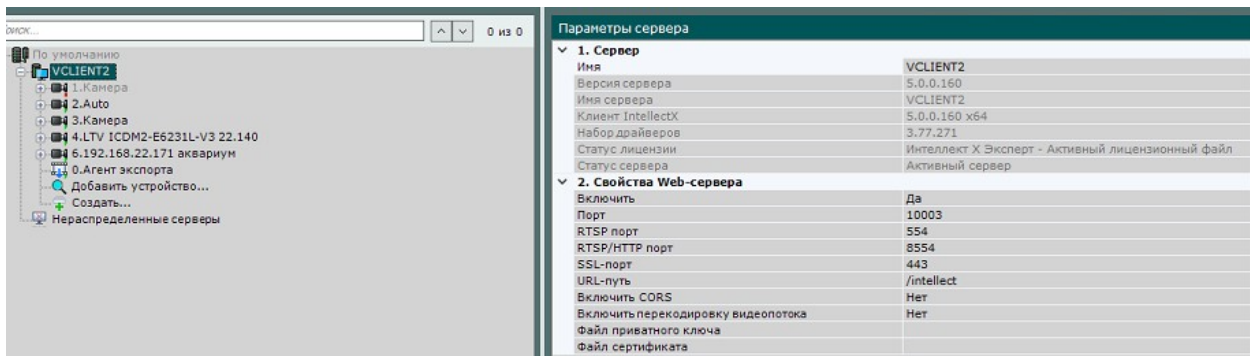 0 из 0
По умолчанию
VCLIENT2
1.Камера
2.Auto
3.Камера
4.LTV ICDM2-E6231L-V3 22.140
6.192.168.22.171 аквариум
0.Агент экспорта
Добавить устройство...
Создать...
Нераспределенные серверы
Параметры сервера
1. Сервер
Имя VCLIENT2
Версия сервера 5.0.0.160
Имя сервера VCLIENT2
Клиент IntellectX 5.0.0.160 x64
Набор драйверов 3.77.271
Статус лицензии Интеллект X Эксперт - Активный лицензионный файл
Статус сервера Активный сервер
2. Свойства Web-сервера
Включить Да
Порт 10003
RTSP порт 554
RTSP/HTTP порт 8554
SSL-порт 443
URL-путь /intellect
Включить CORS Нет
Включить перекодировку видеопотока Нет
Файл приватного ключа
Файл сертификата